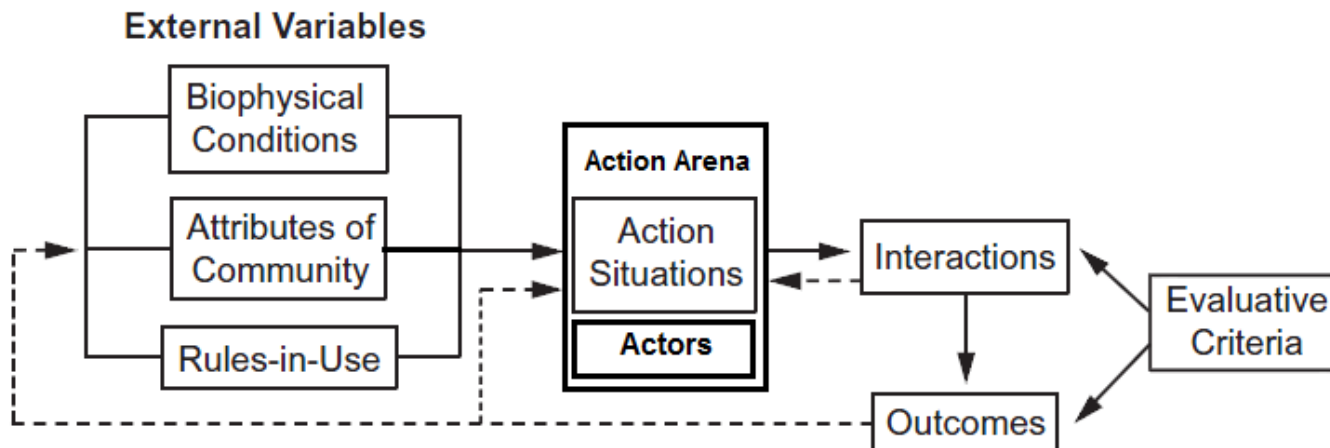 External Variables
Biophysical
Conditions
Attributes of
Community
Rules-in-Use
Action Arena
Action
Situations
Actors
Interactions
Outcomes
Evaluative
Criteria